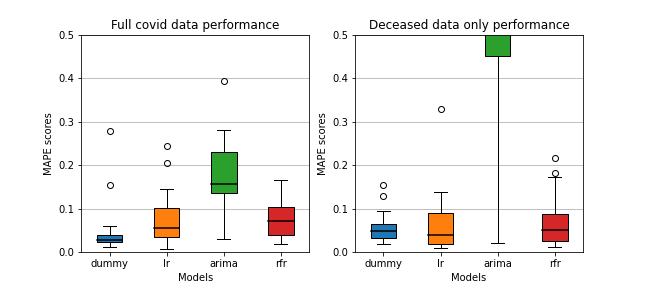 Full covid data performance
MAPE scores
0.5
0.4
0.3
0.2
0.1
0.0
dummy lr arima rfr
Models
Deceased data only performance
MAPE scores
0.5
0.4
0.3
0.2
0.1
0.0
dummy lr arima rfr
Models